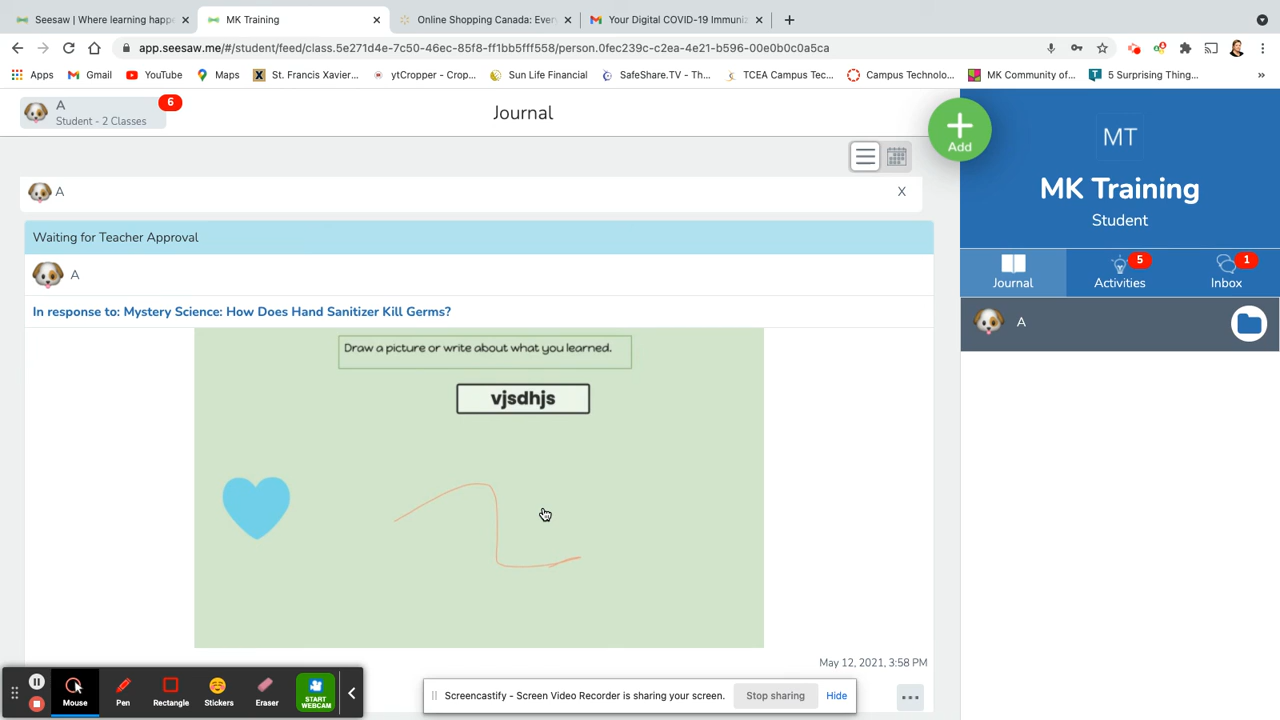 Seesaw | Where learning happe
MK Training
Online Shopping Canada: Every
Your Digital COVID-19 Immuniz
app.seesaw.me/#/student/feed/class.5e271d4e-7c50-46ec-85f8-ff1bb5fff558/person.0fec239c-c2ea-4e21-b596-00e0b0c0a5ca
Apps
Gmail
YouTube
Maps
St. Francis Xavier...
ytCropper - Crop...
Sun Life Financial
SafeShare.TV - Th...
TCEA Campus Tec...
Campus Technolo...
MK Community of...
5 Surprising Thing...
A
Student - 2 Classes
6
Journal
Add
MT
MK Training
Student
Journal
Activities
5
Inbox
1
A
A
X
Waiting for Teacher Approval
A
In response to: Mystery Science: How Does Hand Sanitizer Kill Germs?
Draw a picture or write about what you learned.
vjsdhjs
May 12, 2021, 3:58 PM
Mouse
Pen
Rectangle
Stickers
Eraser
START
WEBCAM
Screencastify - Screen Video Recorder is sharing your screen.
Stop sharing
Hide